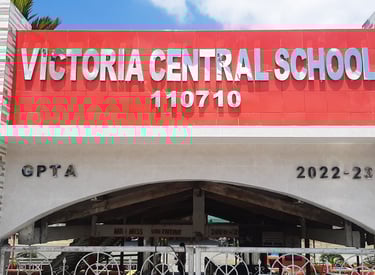 VICTORIA CENTRAL SCHOOL
110710
GPTA 2022-23